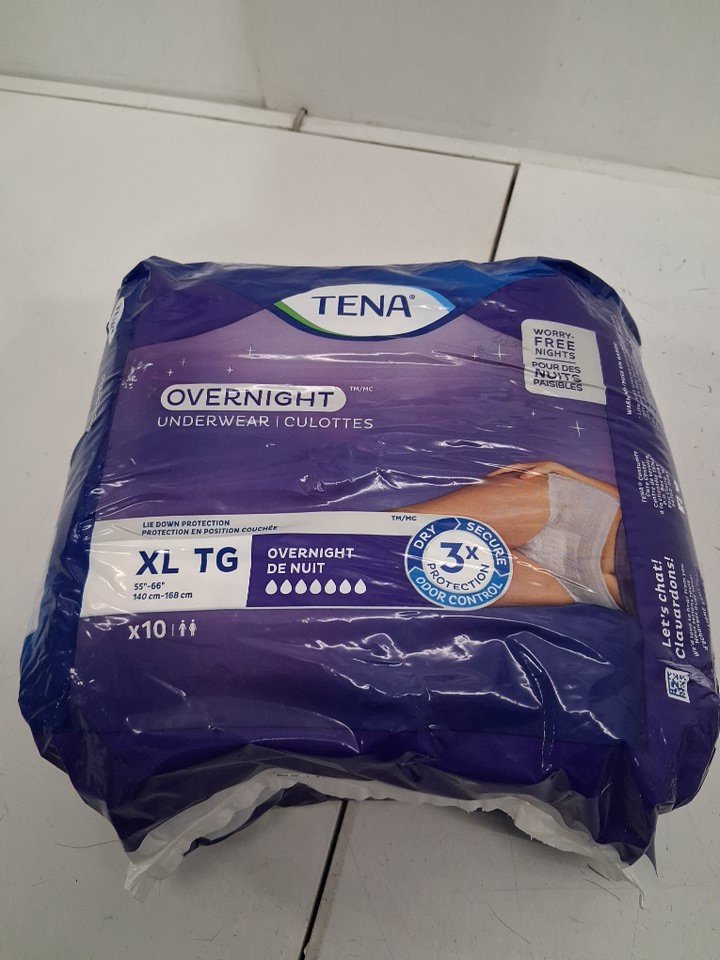 TENA®
WORRY-
FREE
NIGHTS
POUR DES
NUITS
PAISIBLES
OVERNIGHT TM/MC
UNDERWEAR | CULOTTES
LIE DOWN PROTECTION
PROTECTION EN POSITION COUCHÉE
TM/MC
XL TG
55"-66"
140 cm-168 cm
OVERNIGHT
DE NUIT
DRY
SECURE
3X
PROTECTION
ODOR CONTROL
x10
Let's chat!
Clavardons!